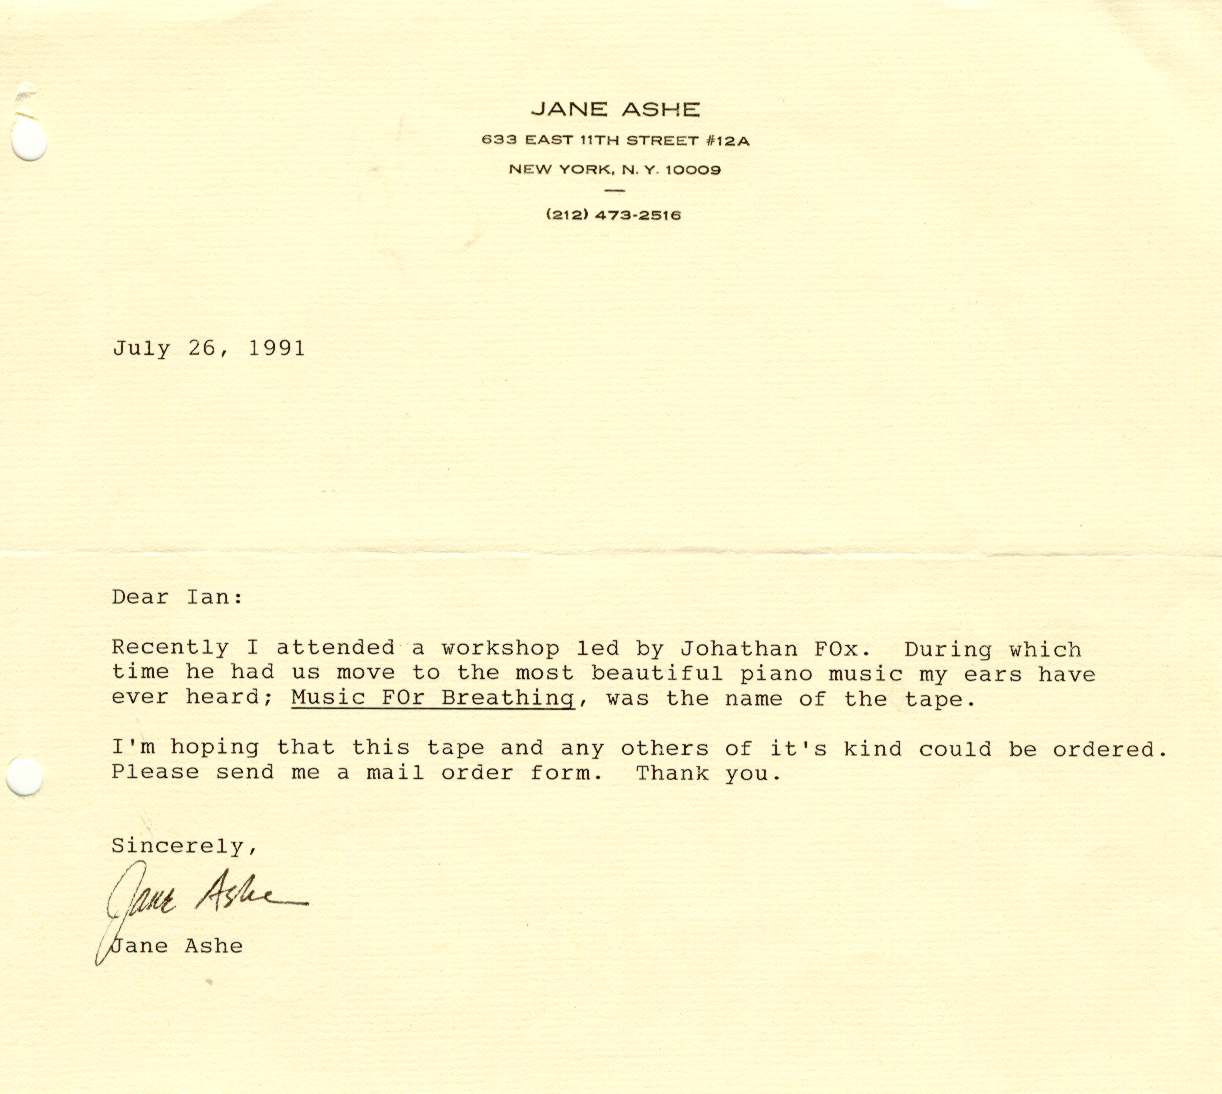 JANE ASHE
633 EAST 11TH STREET #12A
NEW YORK, N. Y. 10009
—
(212) 473-2516
July 26, 1991
Dear Ian:
Recently I attended a workshop led by Johathan FOx.  During which
time he had us move to the most beautiful piano music my ears have
ever heard; Music FOr Breathing, was the name of the tape.
I'm hoping that this tape and any others of it's kind could be ordered.
Please send me a mail order form.  Thank you.
Sincerely,
Jane Ashe
Jane Ashe